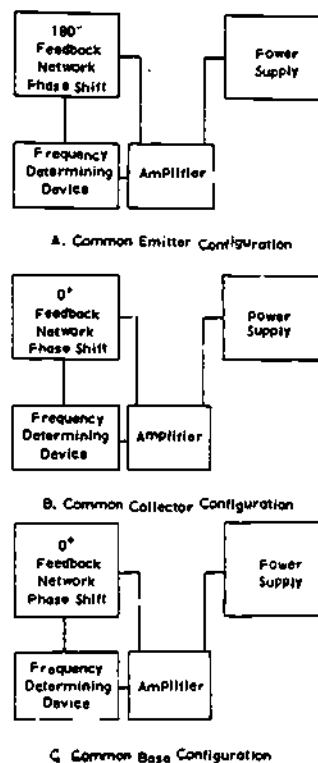 180°
Feedback
Network
Phase Shift
Power
Supply
Frequency
Determining
Device
Amplifier
A. Common Emitter Configuration
0°
Feedback
Network
Phase Shift
Power
Supply
Frequency
Determining
Device
Amplifier
B. Common Collector Configuration
0°
Feedback
Network
Phase Shift
Power
Supply
Frequency
Determining
Device
Amplifier
C. Common Base Configuration